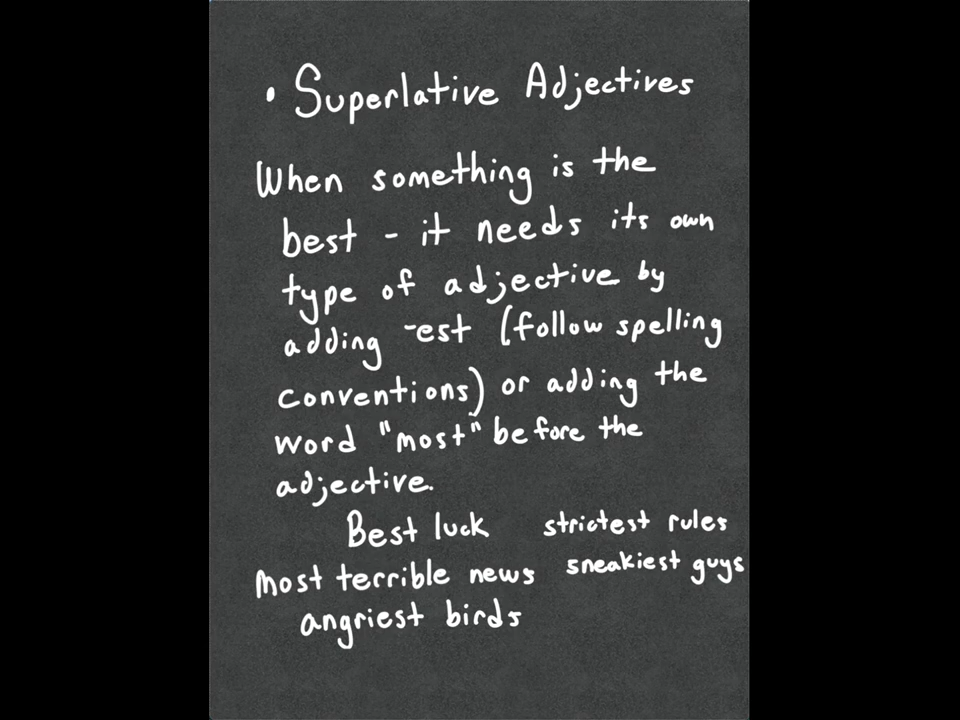 • Superlative Adjectives
When something is the
best - it needs its own
type of adjective by
adding -est (follow spelling
conventions) or adding the
word "most" before the
adjective.
Best luck strictest rules
most terrible news sneakiest guys
angriest birds